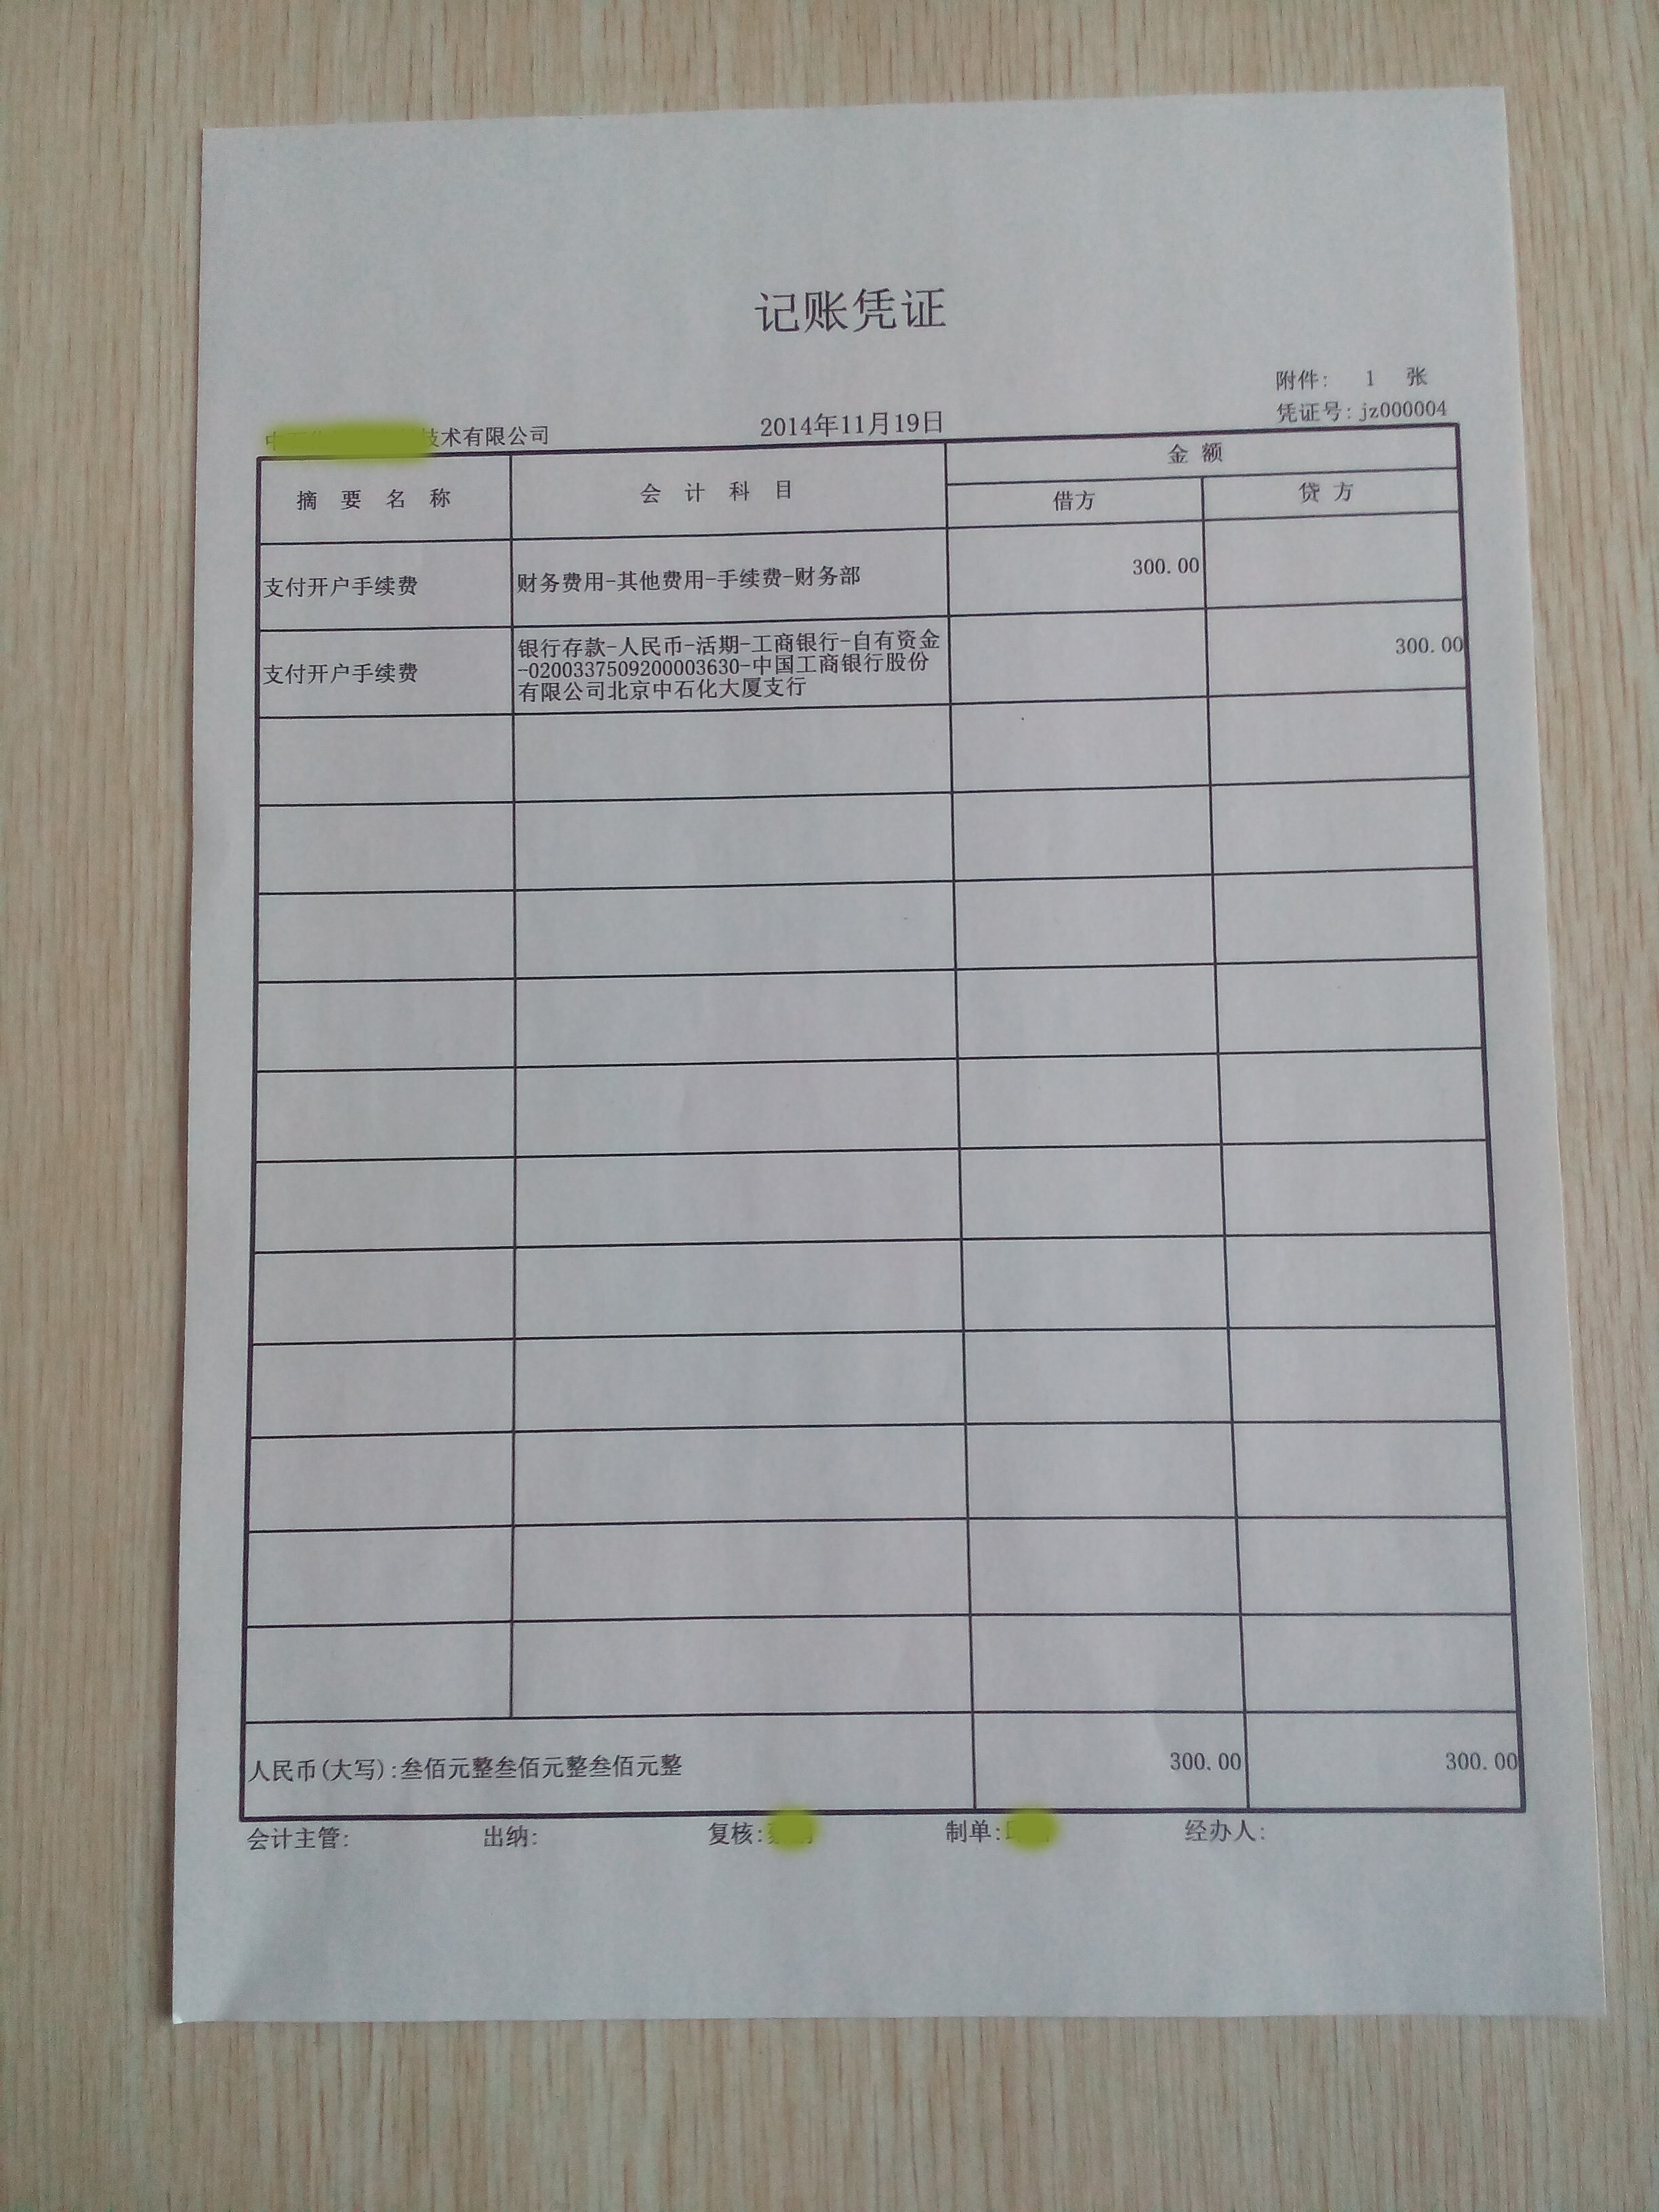 记账凭证
附件: 1 张
凭证号: jz000004
技术有限公司 2014年11月19日
摘 要 名 称 会 计 科 目 金 额
借方 贷 方
支付开户手续费 财务费用-其他费用-手续费-财务部 300.00
支付开户手续费 银行存款-人民币-活期-工商银行-自有资金
-0200337509200003630-中国工商银行股份
有限公司北京中石化大厦支行 300.00
人民币(大写):叁佰元整叁佰元整叁佰元整 300.00 300.00
会计主管: 出纳: 复核: 制单: 经办人: